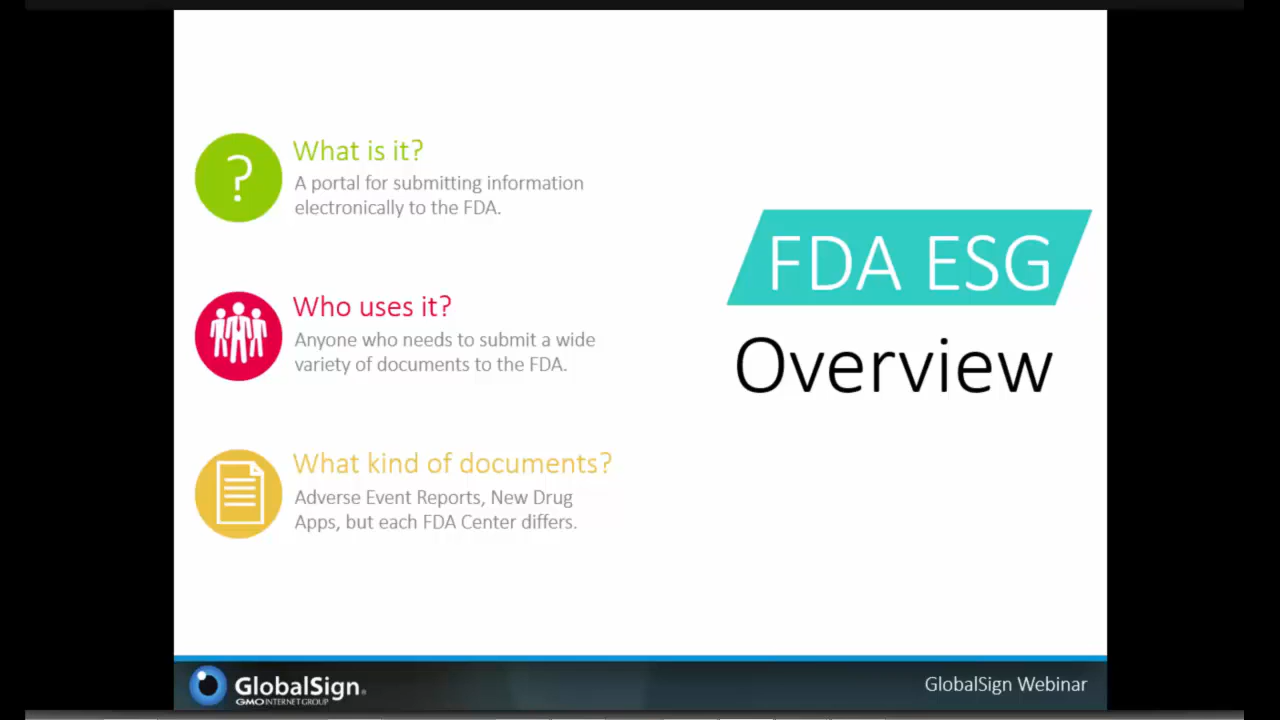 ?
What is it?
A portal for submitting information
electronically to the FDA.
Who uses it?
Anyone who needs to submit a wide
variety of documents to the FDA.
What kind of documents?
Adverse Event Reports, New Drug
Apps, but each FDA Center differs.
FDA ESG
Overview
GlobalSign®
GMO INTERNET GROUP
GlobalSign Webinar